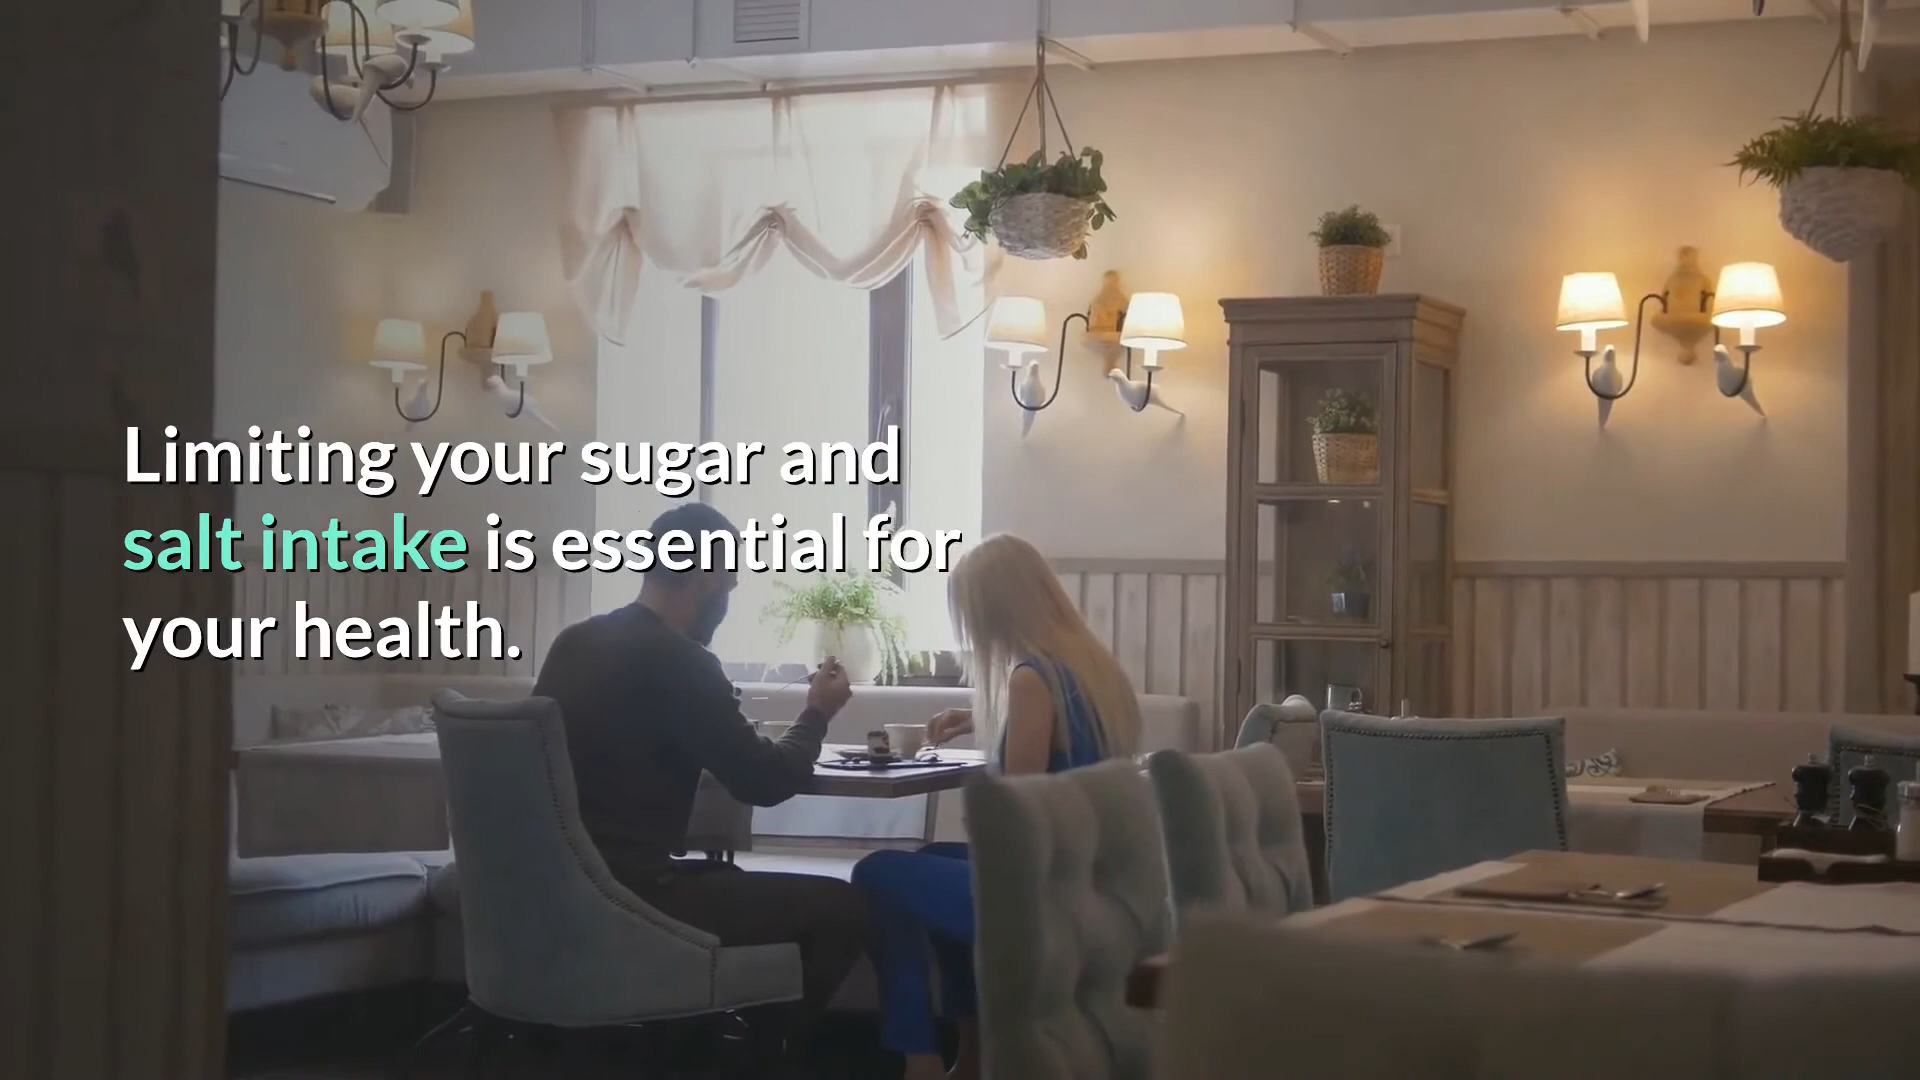 Limiting your sugar and
salt intake is essential for
your health.